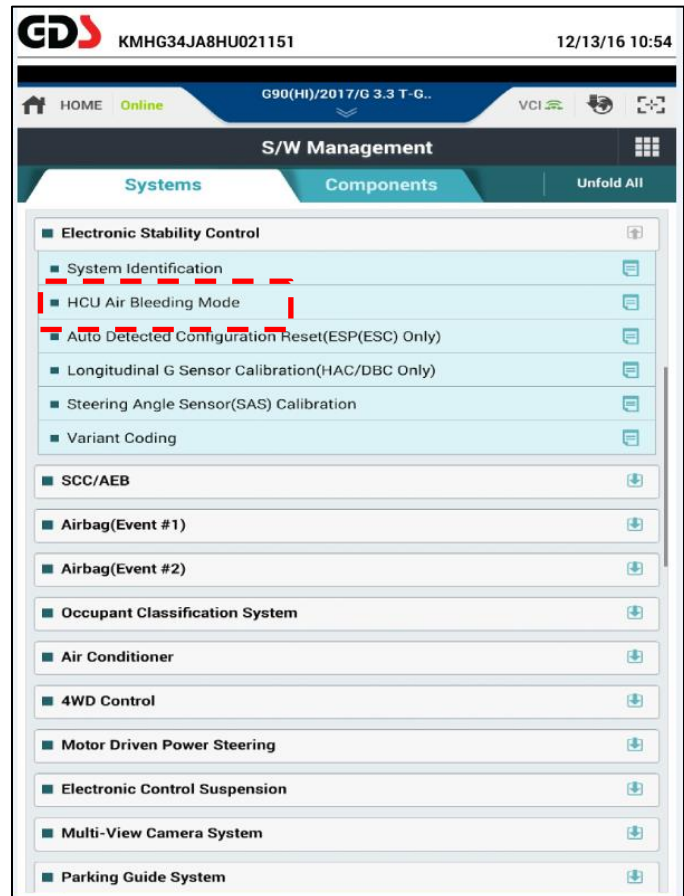 GDS KMHG34JA8HU021151 12/13/16 10:54
HOME Online G90(HI)/2017/G 3.3 T-G.. VCI
S/W Management
Systems Components Unfold All
Electronic Stability Control
System Identification
HCU Air Bleeding Mode
Auto Detected Configuration Reset(ESP(ESC) Only)
Longitudinal G Sensor Calibration(HAC/DBC Only)
Steering Angle Sensor(SAS) Calibration
Variant Coding
SCC/AEB
Airbag(Event #1)
Airbag(Event #2)
Occupant Classification System
Air Conditioner
4WD Control
Motor Driven Power Steering
Electronic Control Suspension
Multi-View Camera System
Parking Guide System